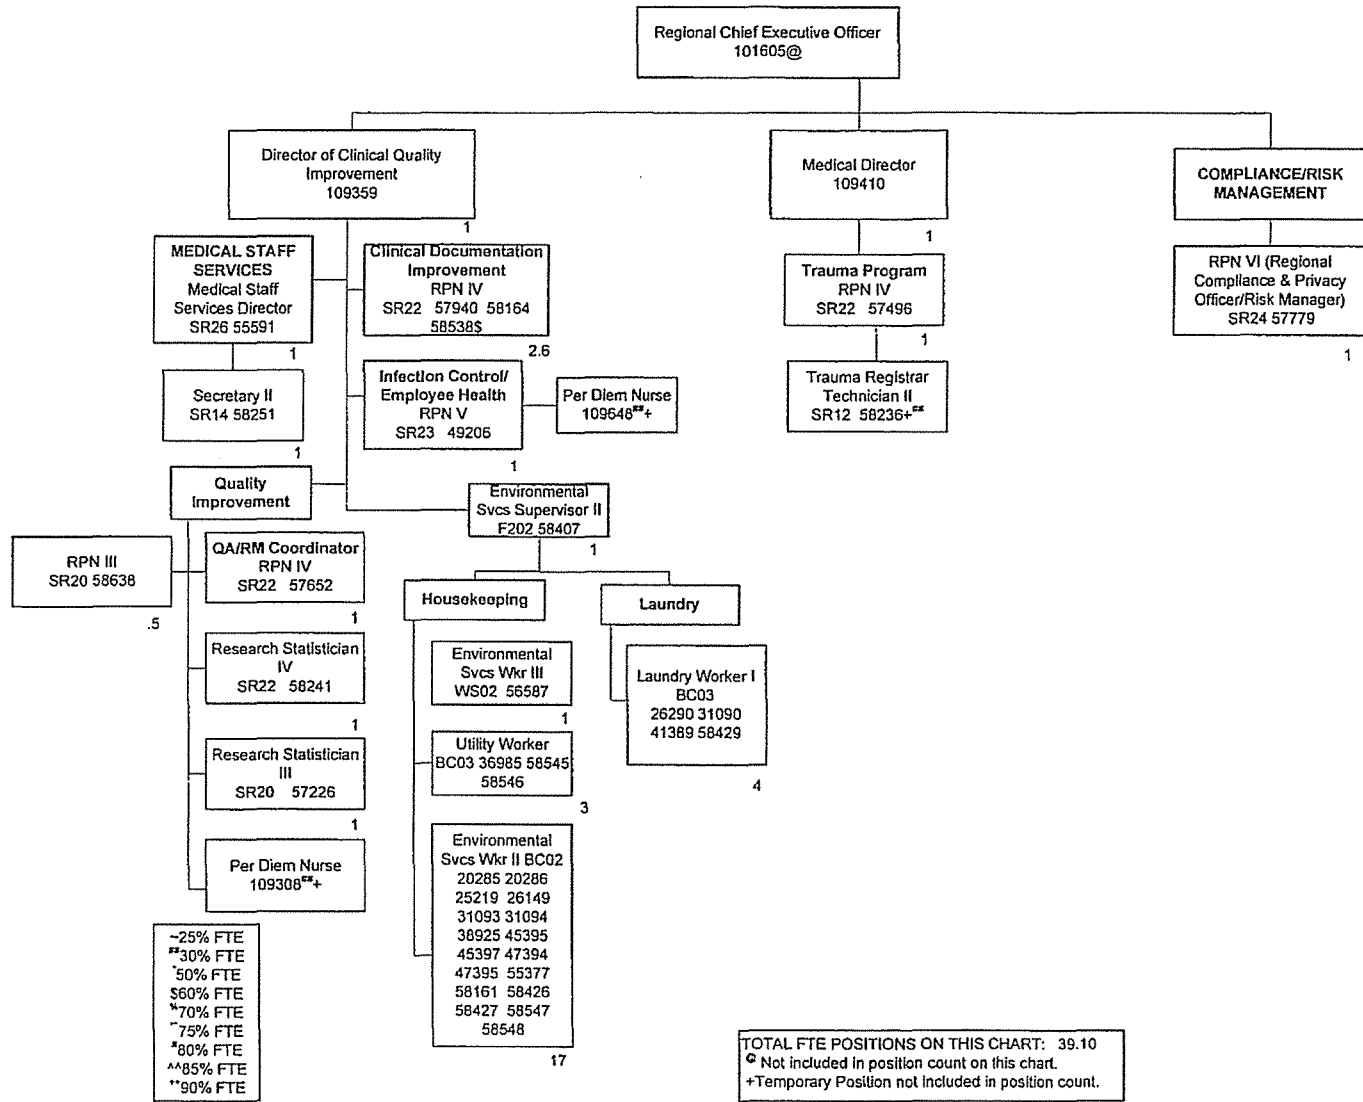 Regional Chief Executive Officer
101605@
Director of Clinical Quality
Improvement
109359
1
Medical Director
109410
1
COMPLIANCE/RISK
MANAGEMENT
MEDICAL STAFF
SERVICES
Medical Staff
Services Director
SR26 55591
1
Clinical Documentation
Improvement
RPN IV
SR22 57940 58164
58538$
2.6
Trauma Program
RPN IV
SR22 57496
1
RPN VI (Regional
Compliance & Privacy
Officer/Risk Manager)
SR24 57779
1
Secretary II
SR14 58251
1
Infection Control/
Employee Health
RPN V
SR23 49206
1
Per Diem Nurse
109648##+
Trauma Registrar
Technician II
SR12 58236+##
Quality
Improvement
Environmental
Svcs Supervisor II
F202 58407
1
RPN III
SR20 58638
.5
QA/RM Coordinator
RPN IV
SR22 57652
1
Housekeeping
Laundry
Research Statistician
IV
SR22 58241
1
Environmental
Svcs Wkr III
WS02 56587
1
Laundry Worker I
BC03
26290 31090
41389 58429
4
Research Statistician
III
SR20 57226
1
Utility Worker
BC03 36985 58545
58546
3
Per Diem Nurse
109308##+
Environmental
Svcs Wkr II BC02
20285 20286
25219 26149
31093 31094
38925 45395
45397 47394
47395 55377
58161 58426
58427 58547
58548
17
~25% FTE
##30% FTE
*50% FTE
$60% FTE
%70% FTE
75% FTE
#80% FTE
^^85% FTE
90% FTE
TOTAL FTE POSITIONS ON THIS CHART: 39.10
@ Not included in position count on this chart.
+Temporary Position not included in position count.